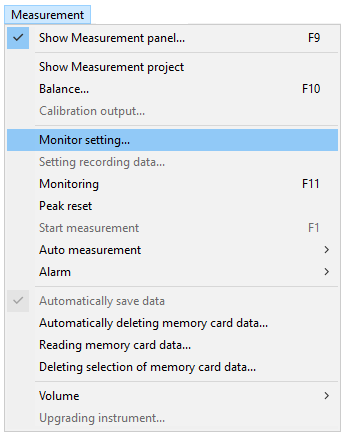 Measurement
Show Measurement panel... F9
Show Measurement project
Balance... F10
Calibration output...
Monitor setting...
Setting recording data...
Monitoring F11
Peak reset
Start measurement F1
Auto measurement
Alarm
Automatically save data
Automatically deleting memory card data...
Reading memory card data...
Deleting selection of memory card data...
Volume
Upgrading instrument...